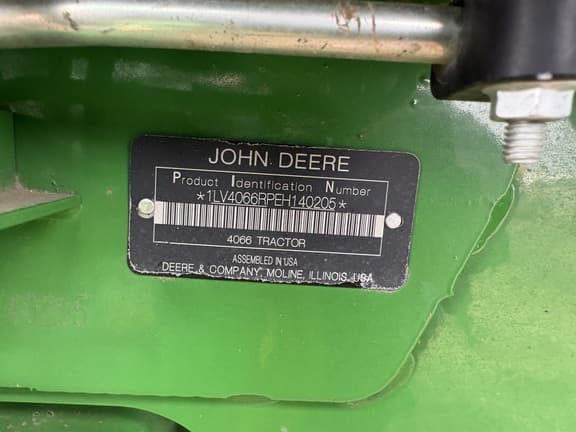 JOHN DEERE
Product Identification Number
*1LV4066RPEH140205*
4066 TRACTOR
ASSEMBLED IN USA
DEERE & COMPANY MOLINE, ILLINOIS, USA